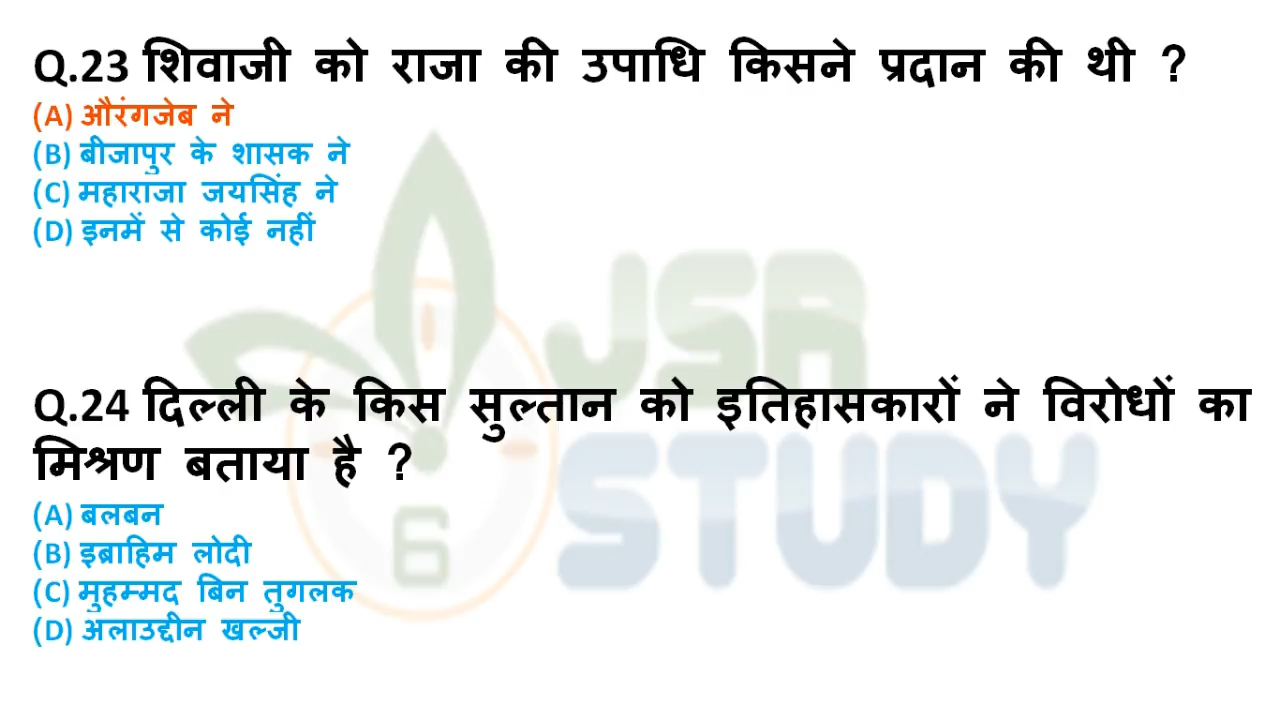 Q.23 शिवाजी को राजा की उपाधि किसने प्रदान की थी ?
(A) औरंगजेब ने
(B) बीजापुर के शासक ने
(C) महाराजा जयसिंह ने
(D) इनमें से कोई नहीं
JSR
Q.24 दिल्ली के किस सुल्तान को इतिहासकारों ने विरोधों का
मिश्रण बताया है ?
STUDY
6
(A) बलबन
(B) इब्राहिम लोदी
(C) मुहम्मद बिन तुगलक
(D) अलाउद्दीन खल्जी